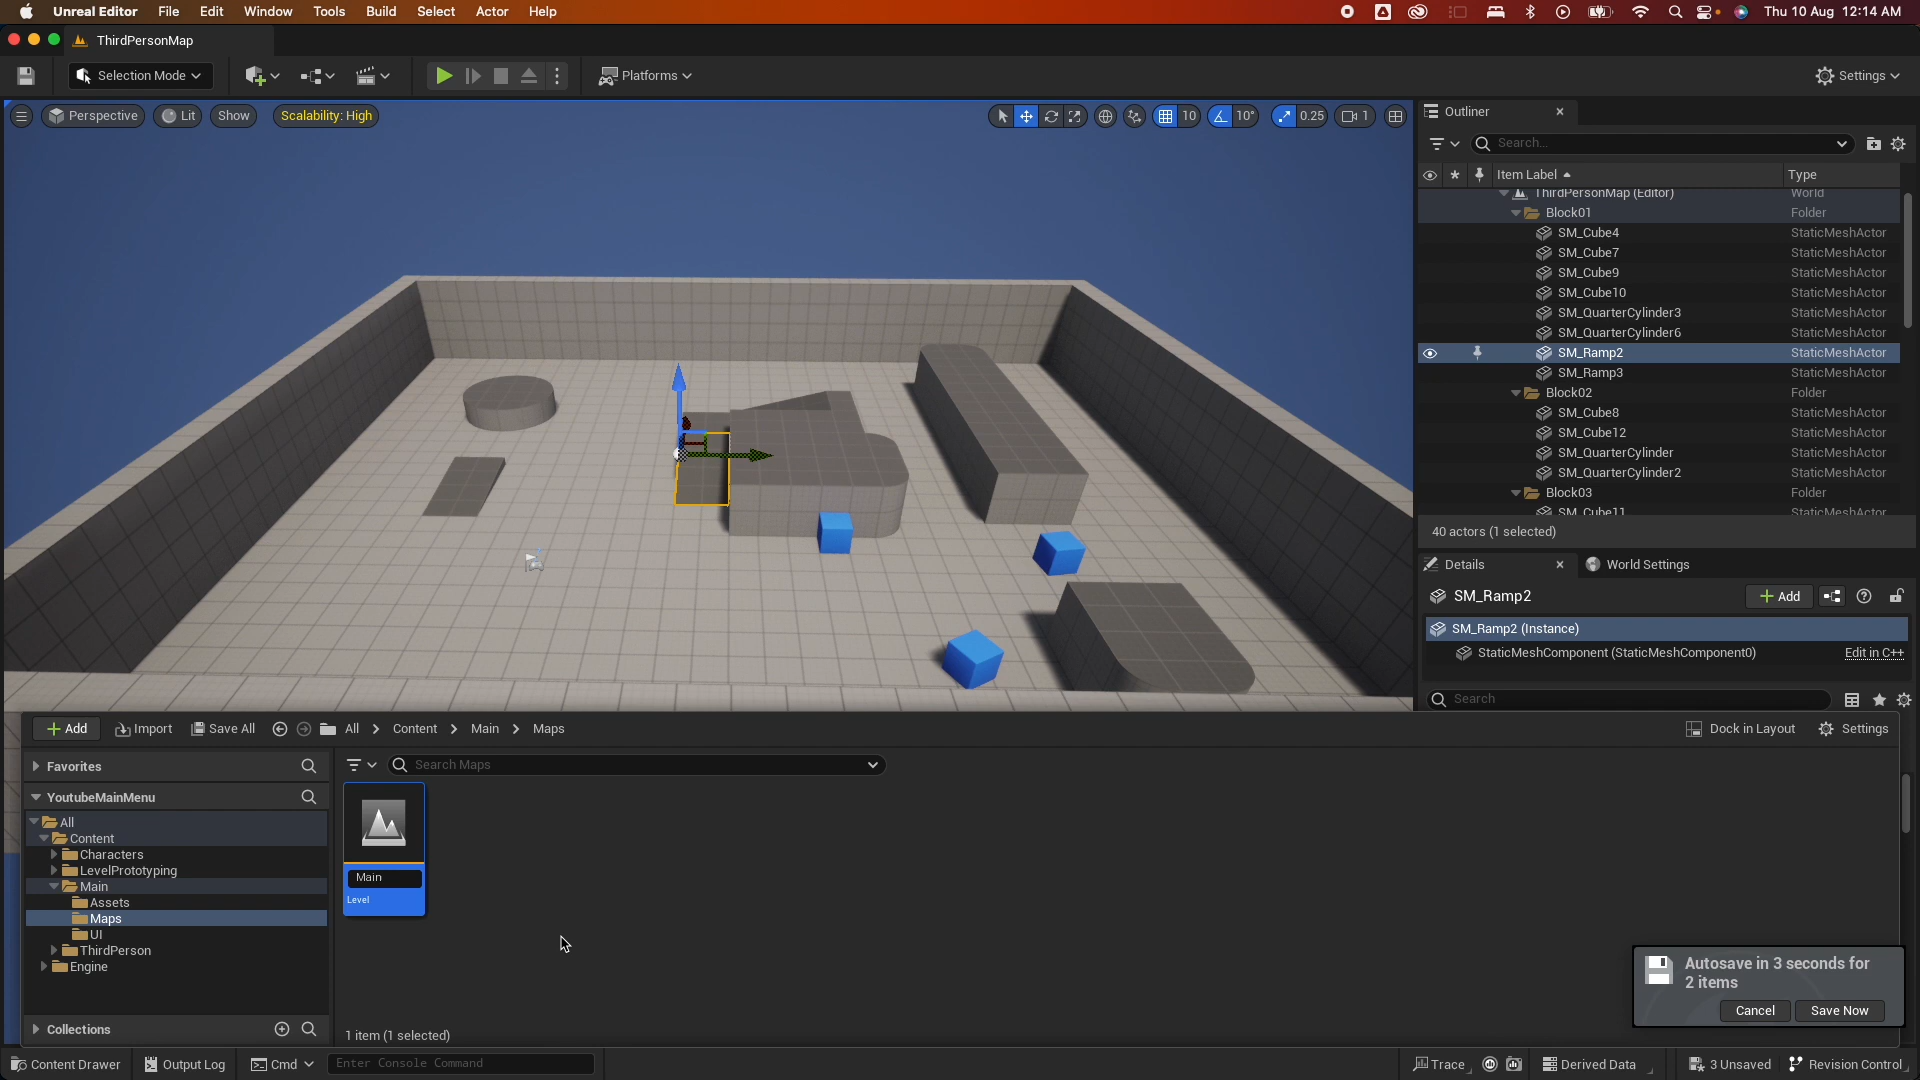 Unreal Editor File Edit Window Tools Build Select Actor Help Thu 10 Aug 12:14 AM
ThirdPersonMap
Selection Mode Platforms Settings
Perspective Lit Show Scalability: High 10 10° 0.25 1
Outliner
Search...
Item Label Type
ThirdPersonMap (Editor) World
Block01 Folder
SM_Cube4 StaticMeshActor
SM_Cube7 StaticMeshActor
SM_Cube9 StaticMeshActor
SM_Cube10 StaticMeshActor
SM_QuarterCylinder3 StaticMeshActor
SM_QuarterCylinder6 StaticMeshActor
SM_Ramp2 StaticMeshActor
SM_Ramp3 StaticMeshActor
Block02 Folder
SM_Cube8 StaticMeshActor
SM_Cube12 StaticMeshActor
SM_QuarterCylinder StaticMeshActor
SM_QuarterCylinder2 StaticMeshActor
Block03 Folder
SM_Cube11 StaticMeshActor
40 actors (1 selected)
Details World Settings
SM_Ramp2 + Add
SM_Ramp2 (Instance)
StaticMeshComponent (StaticMeshComponent0) Edit in C++
Search
+ Add Import Save All All > Content > Main > Maps Dock in Layout Settings
Favorites
Search Maps
YoutubeMainMenu
All
Content
Characters
LevelPrototyping
Main
Assets
Maps
UI
ThirdPerson
Engine
Collections
Main
Level
1 item (1 selected)
Autosave in 3 seconds for
2 items
Cancel Save Now
Content Drawer Output Log Cmd Enter Console Command Trace Derived Data 3 Unsaved Revision Control